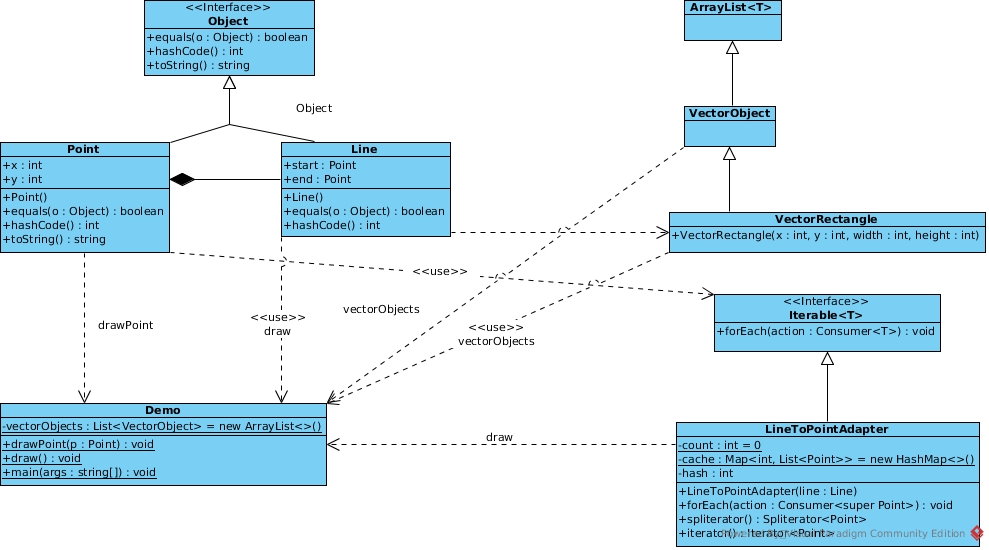 <<Interface>>
Object
+equals(o : Object) : boolean
+hashCode() : int
+toString() : string
ArrayList<T>
VectorObject
Object
Point
+x : int
+y : int
+Point()
+equals(o : Object) : boolean
+hashCode() : int
+toString() : string
Line
+start : Point
+end : Point
+Line()
+equals(o : Object) : boolean
+hashCode() : int
VectorRectangle
+VectorRectangle(x : int, y : int, width : int, height : int)
<<use>>
<<Interface>>
Iterable<T>
+forEach(action : Consumer<T>) : void
drawPoint
<<use>>
draw
vectorObjects
<<use>>
vectorObjects
Demo
-vectorObjects : List<VectorObject> = new ArrayList<>()
+drawPoint(p : Point) : void
+draw() : void
+main(args : string[]) : void
draw
LineToPointAdapter
-count : int = 0
-cache : Map<int, List<Point>> = new HashMap<>()
-hash : int
+LineToPointAdapter(line : Line)
+forEach(action : Consumer<super Point>) : void
+spliterator() : Spliterator<Point>
+iterator() : Iterator<Point>
Powered By Visual Paradigm Community Edition